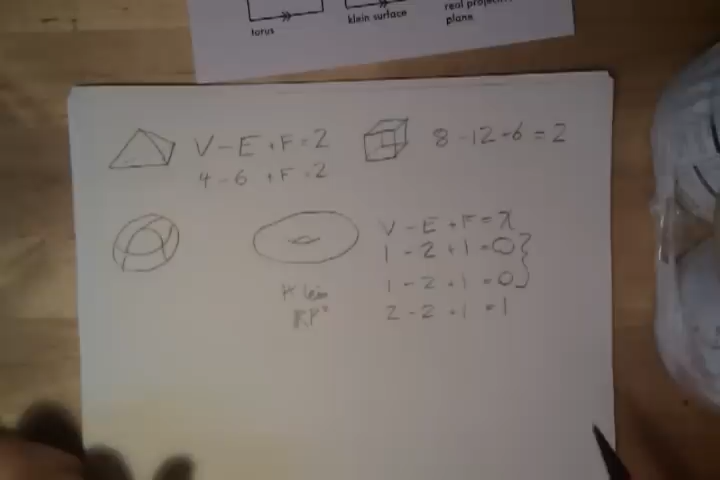 torus
klein surface
real project
plane
V - E + F = 2
4 - 6 + F = 2
8 - 12 + 6 = 2
V - E + F = χ
1 - 2 + 1 = 0
Klein 1 - 2 + 1 = 0
RP² 2 - 2 + 1 = 1